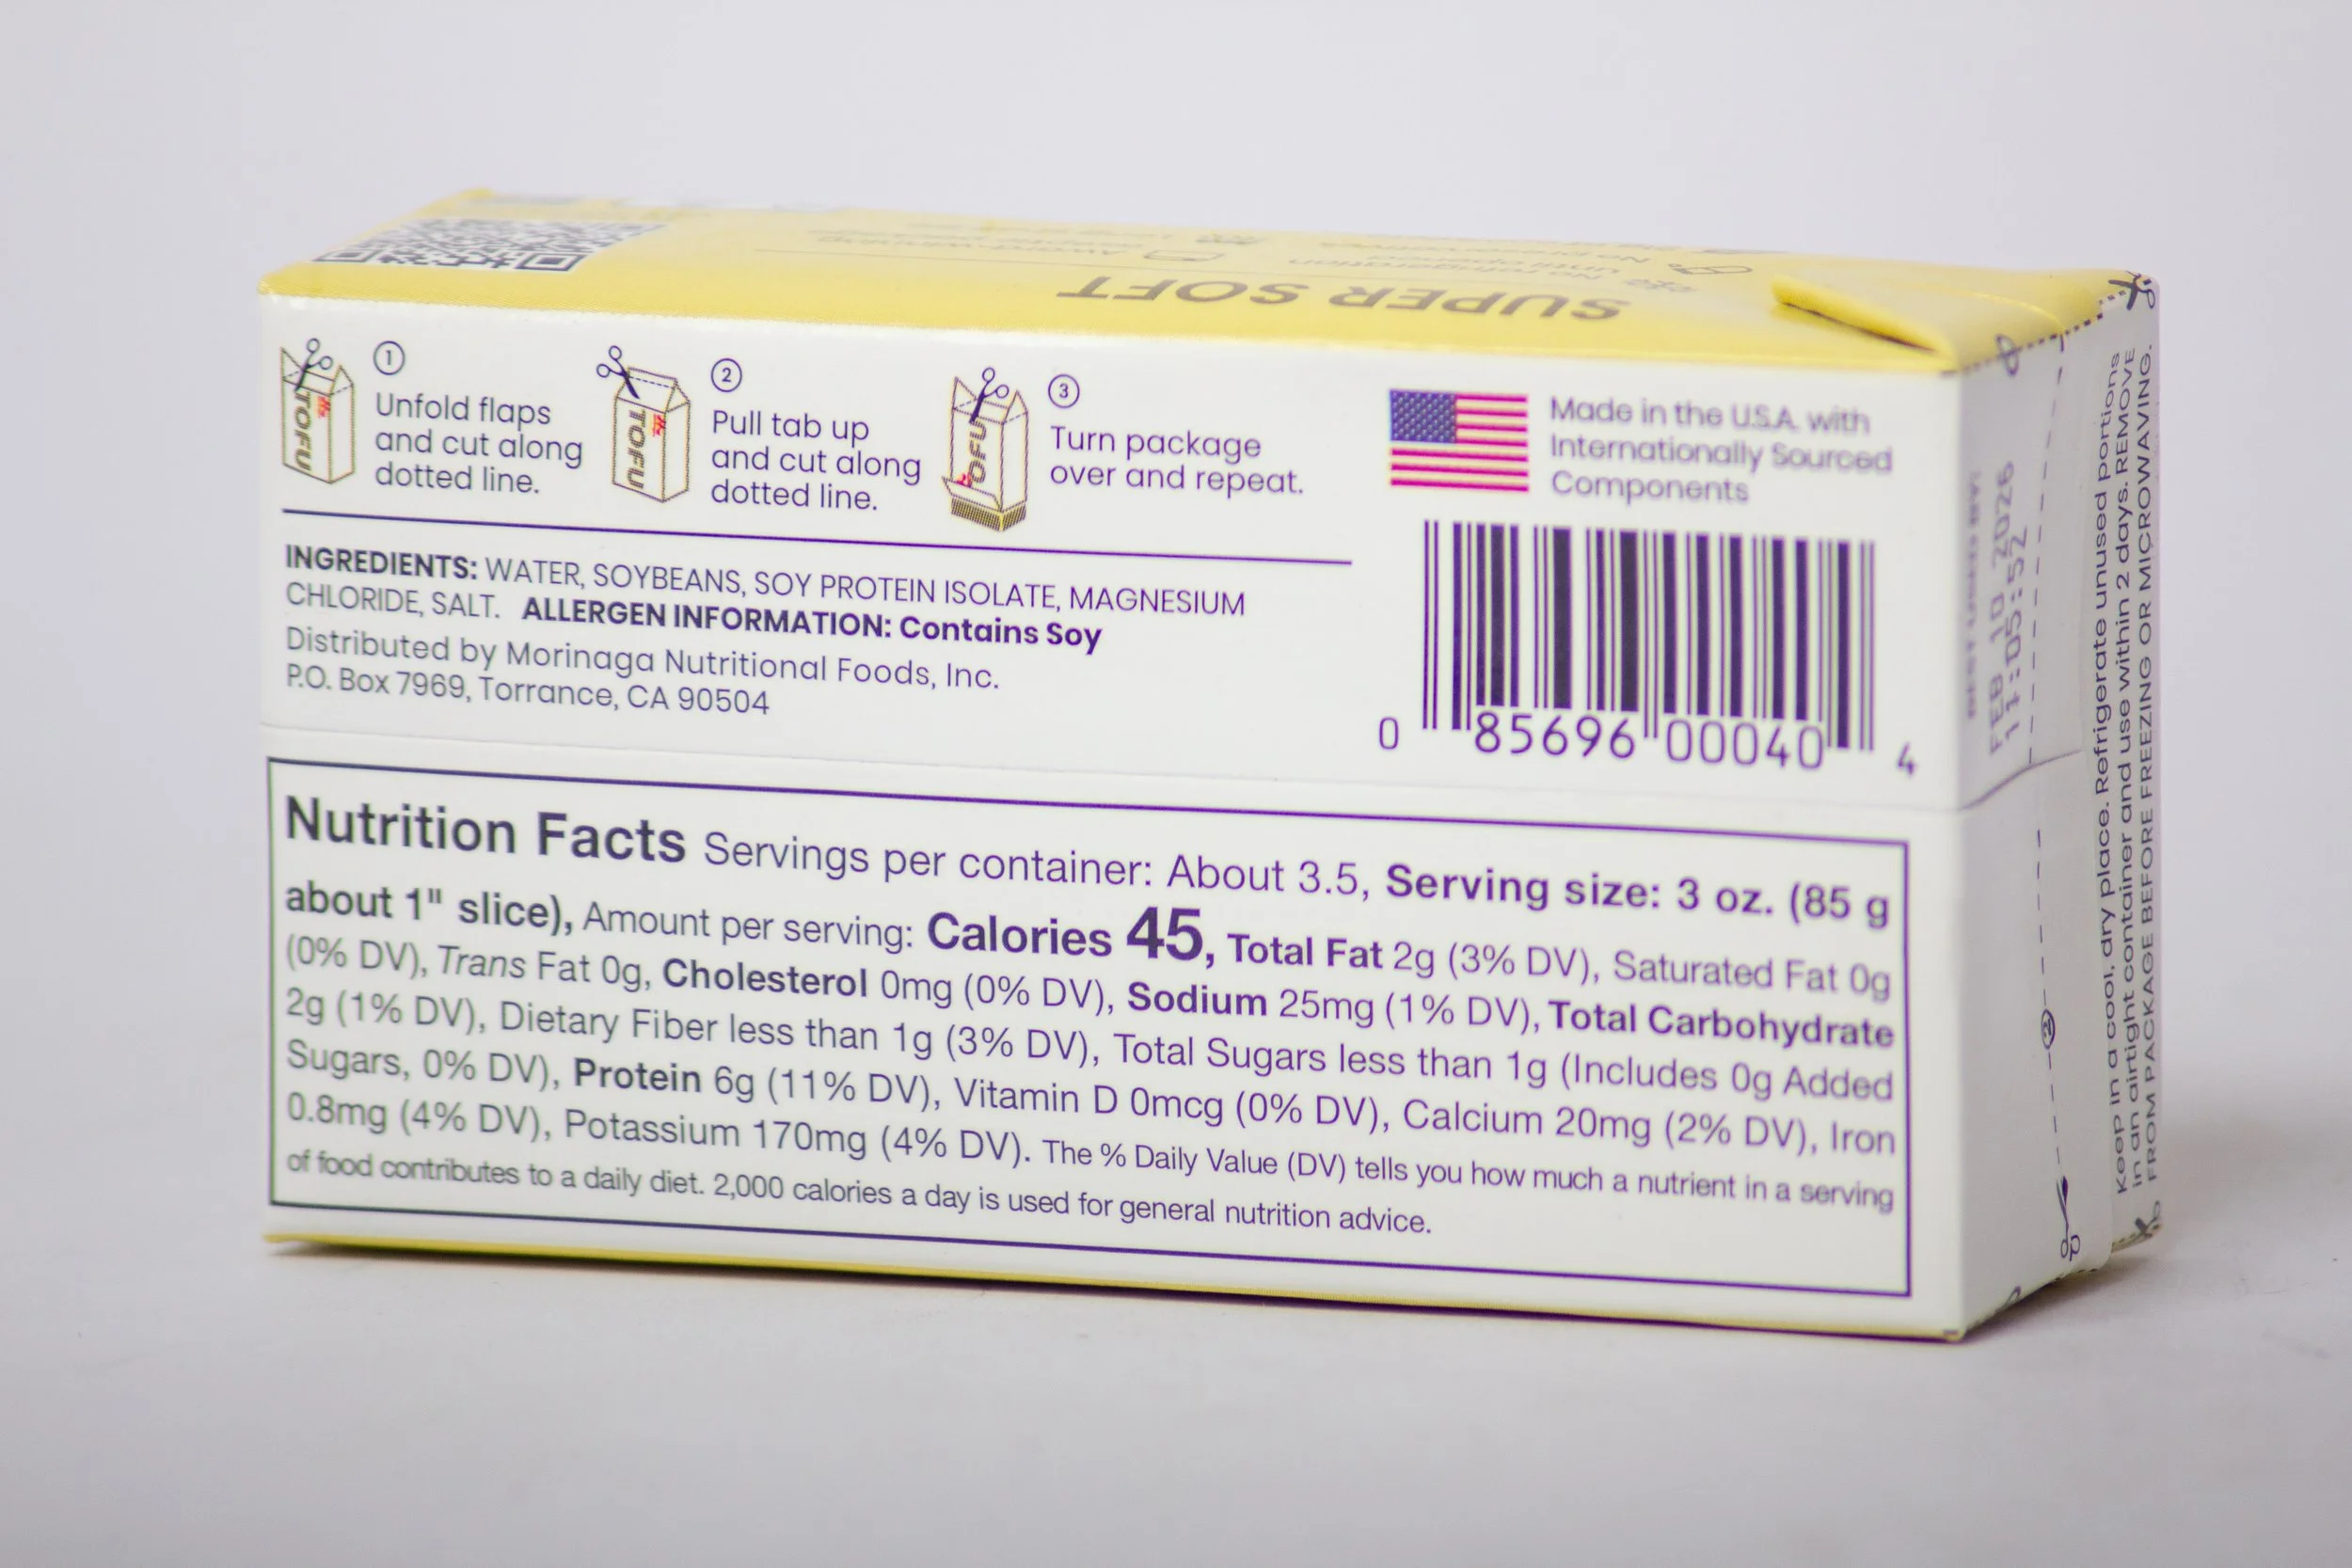 SUPER SOFT
No refrigeration
until opened
1
Unfold flaps
and cut along
dotted line.
TOFU
2
Pull tab up
and cut along
dotted line.
TOFU
3
Turn package
over and repeat.
TOFU
Made in the U.S.A. with
Internationally Sourced
Components
INGREDIENTS: WATER, SOYBEANS, SOY PROTEIN ISOLATE, MAGNESIUM
CHLORIDE, SALT. ALLERGEN INFORMATION: Contains Soy
Distributed by Morinaga Nutritional Foods, Inc.
P.O. Box 7969, Torrance, CA 90504
0 85696 00040 4
Nutrition Facts Servings per container: About 3.5, Serving size: 3 oz. (85 g
about 1" slice), Amount per serving: Calories 45, Total Fat 2g (3% DV), Saturated Fat 0g
(0% DV), Trans Fat 0g, Cholesterol 0mg (0% DV), Sodium 25mg (1% DV), Total Carbohydrate
2g (1% DV), Dietary Fiber less than 1g (3% DV), Total Sugars less than 1g (Includes 0g Added
Sugars, 0% DV), Protein 6g (11% DV), Vitamin D 0mcg (0% DV), Calcium 20mg (2% DV), Iron
0.8mg (4% DV), Potassium 170mg (4% DV). The % Daily Value (DV) tells you how much a nutrient in a serving
of food contributes to a daily diet. 2,000 calories a day is used for general nutrition advice.
FEB 10 2026
11:05:52
2
Keep in a cool, dry place. Refrigerate unused portions
in an airtight container and use within 2 days. REMOVE
FROM PACKAGE BEFORE FREEZING OR MICROWAVING.